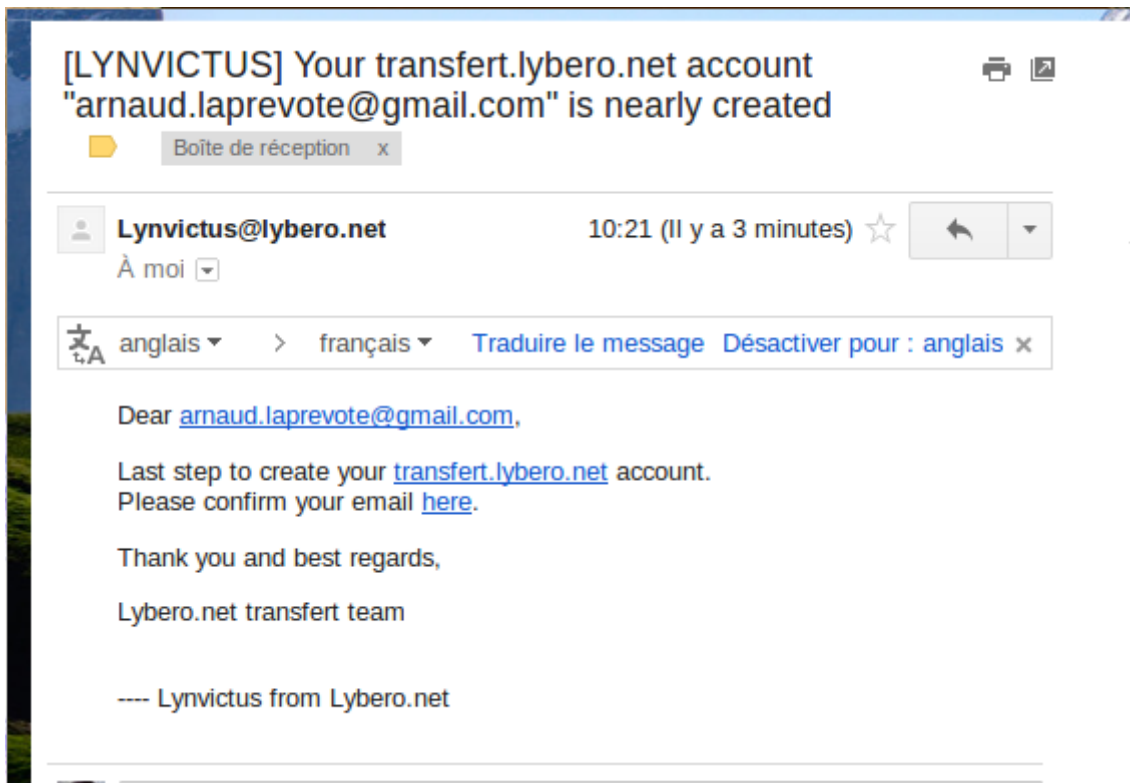 [LYNVICTUS] Your transfert.lybero.net account
"arnaud.laprevote@gmail.com" is nearly created
Boîte de réception x
Lynvictus@lybero.net 10:21 (Il y a 3 minutes)
À moi
anglais > français Traduire le message Désactiver pour : anglais ×
Dear arnaud.laprevote@gmail.com,
Last step to create your transfert.lybero.net account.
Please confirm your email here.
Thank you and best regards,
Lybero.net transfert team
---- Lynvictus from Lybero.net